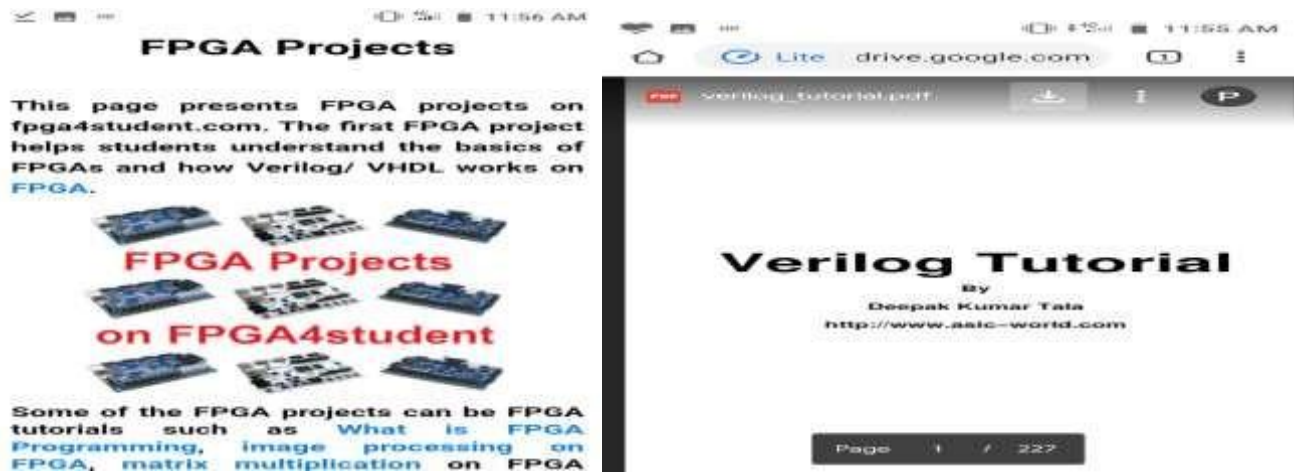 11:56 AM
FPGA Projects
This page presents FPGA projects on
fpga4student.com. The first FPGA project
helps students understand the basics of
FPGAs and how Verilog/ VHDL works on
FPGA.
FPGA Projects
on FPGA4student
Some of the FPGA projects can be FPGA
tutorials such as What is FPGA
Programming, image processing on
FPGA, matrix multiplication on FPGA
11:55 AM
Lite drive.google.com 1
PDF verilog_tutorial.pdf P
Verilog Tutorial
By
Deepak Kumar Tala
http://www.asic-world.com
Page 1 / 227